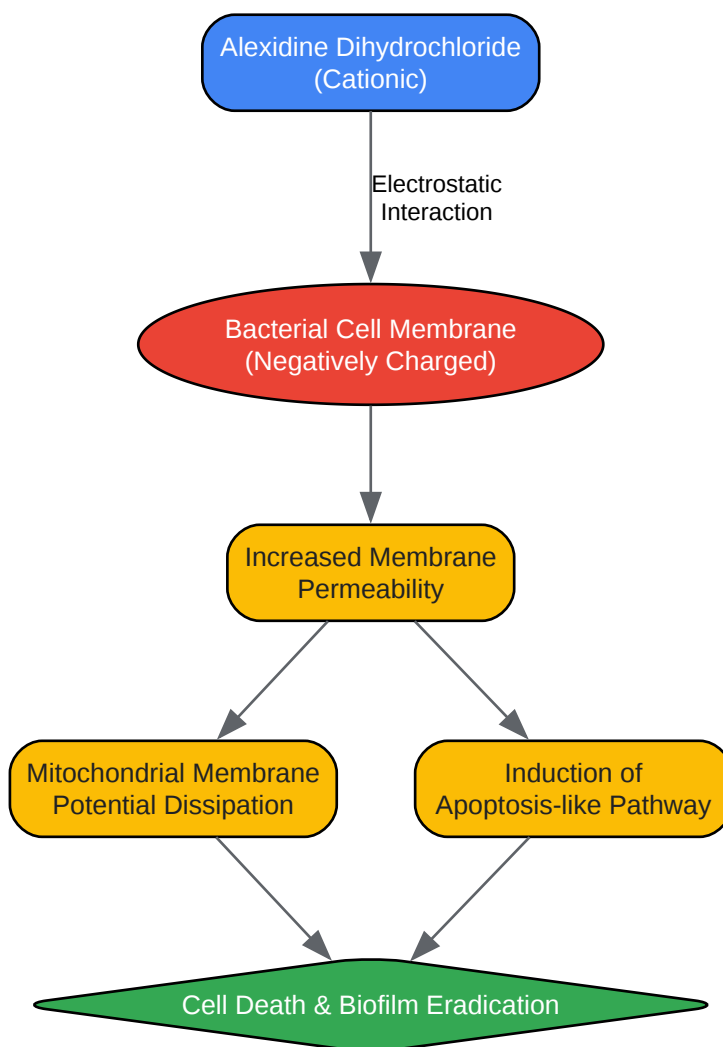 Alexidine Dihydrochloride
(Cationic)
Electrostatic
Interaction
Bacterial Cell Membrane
(Negatively Charged)
Increased Membrane
Permeability
Mitochondrial Membrane
Potential Dissipation
Induction of
Apoptosis-like Pathway
Cell Death & Biofilm Eradication